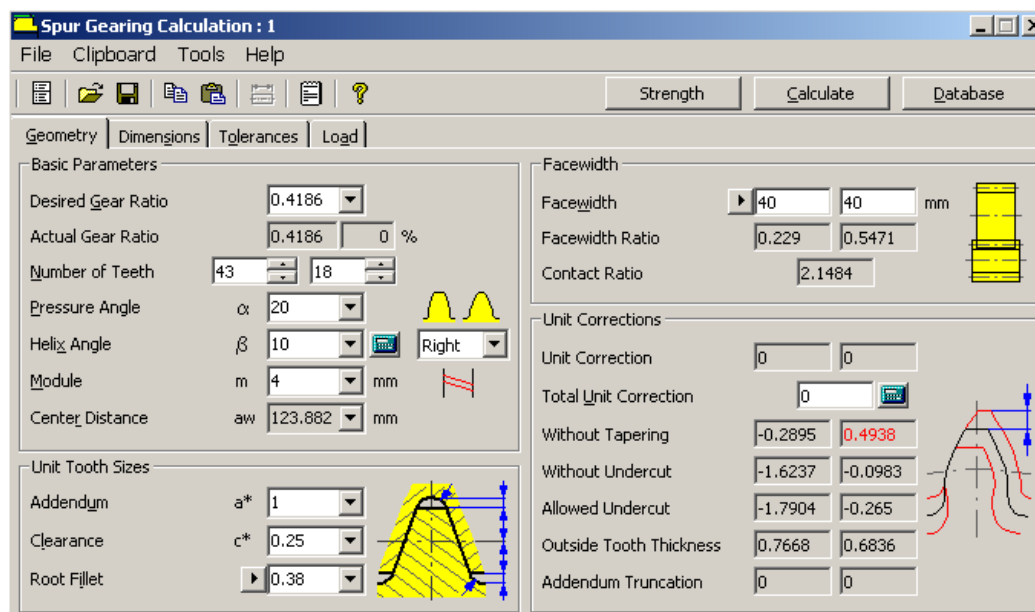 Spur Gearing Calculation : 1
File Clipboard Tools Help
Strength Calculate Database
Geometry Dimensions Tolerances Load
Basic Parameters
Desired Gear Ratio 0.4186
Actual Gear Ratio 0.4186 0 %
Number of Teeth 43 18
Pressure Angle α 20
Helix Angle β 10 Right
Module m 4 mm
Center Distance aw 123.882 mm
Unit Tooth Sizes
Addendum a* 1
Clearance c* 0.25
Root Fillet 0.38
Facewidth
Facewidth 40 40 mm
Facewidth Ratio 0.229 0.5471
Contact Ratio 2.1484
Unit Corrections
Unit Correction 0 0
Total Unit Correction 0
Without Tapering -0.2895 0.4938
Without Undercut -1.6237 -0.0983
Allowed Undercut -1.7904 -0.265
Outside Tooth Thickness 0.7668 0.6836
Addendum Truncation 0 0